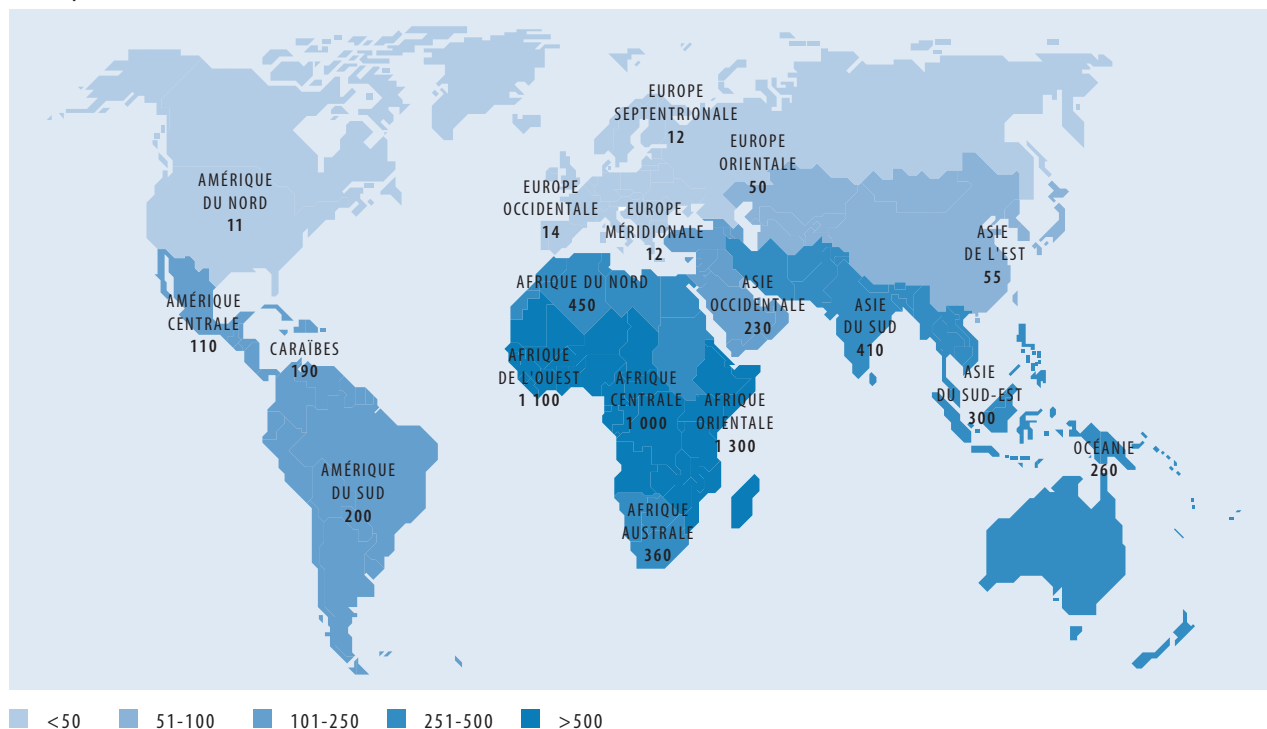 EUROPE
SEPTENTRIONALE
12
EUROPE
ORIENTALE
50
AMÉRIQUE
DU NORD
11
EUROPE
OCCIDENTALE
14
EUROPE
MÉRIDIONALE
12
ASIE
DE L'EST
55
AFRIQUE DU NORD
450
ASIE
OCCIDENTALE
230
AMÉRIQUE
CENTRALE
110
ASIE
DU SUD
410
CARAÏBES
190
AFRIQUE
DE L'OUEST
1 100
AFRIQUE
CENTRALE
1 000
AFRIQUE
ORIENTALE
1 300
ASIE
DU SUD-EST
300
OCÉANIE
260
AMÉRIQUE
DU SUD
200
AFRIQUE
AUSTRALE
360
<50
51-100
101-250
251-500
>500